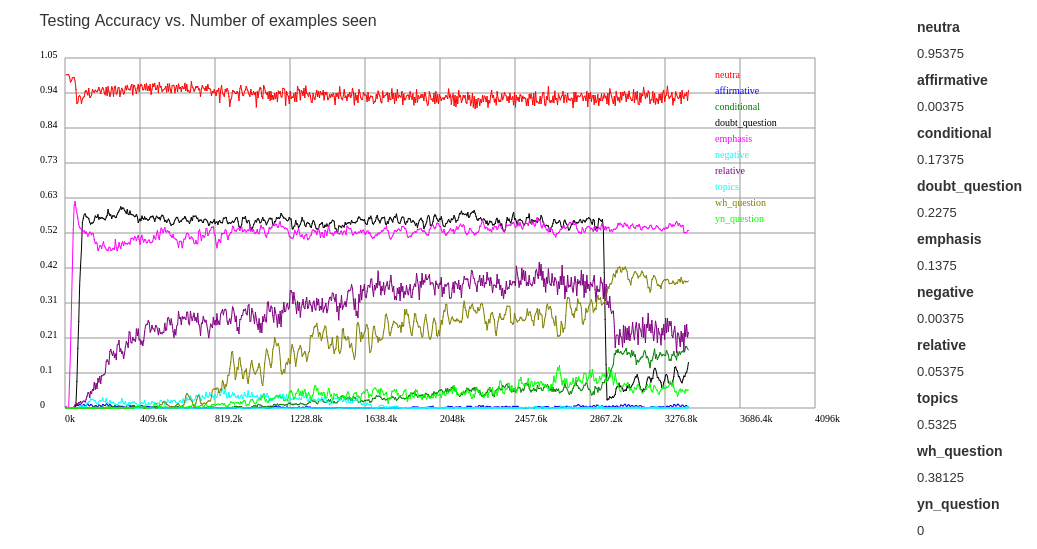 Testing Accuracy vs. Number of examples seen
1.05
0.94
0.84
0.73
0.63
0.52
0.42
0.31
0.21
0.1
0
0k
409.6k
819.2k
1228.8k
1638.4k
2048k
2457.6k
2867.2k
3276.8k
3686.4k
4096k
neutra
affirmative
conditional
doubt_question
emphasis
negative
relative
topics
wh_question
yn_question
neutra
0.95375
affirmative
0.00375
conditional
0.17375
doubt_question
0.2275
emphasis
0.1375
negative
0.00375
relative
0.05375
topics
0.5325
wh_question
0.38125
yn_question
0